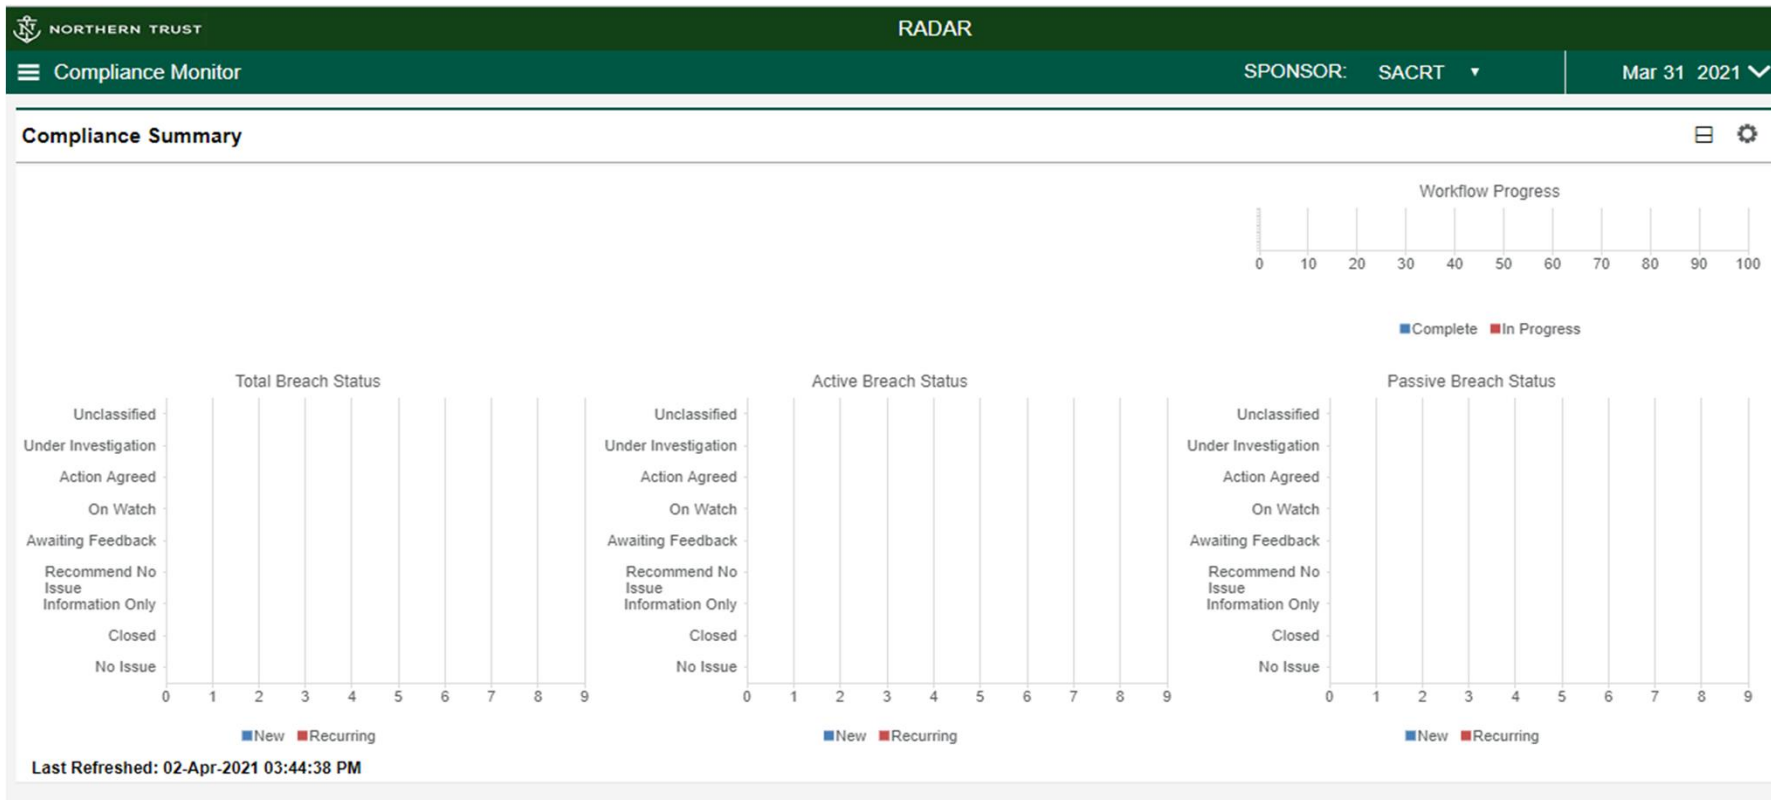 NORTHERN TRUST
RADAR
Compliance Monitor
SPONSOR: SACRT
Mar 31 2021
Compliance Summary
Workflow Progress
0 10 20 30 40 50 60 70 80 90 100
Complete In Progress
Total Breach Status
Unclassified
Under Investigation
Action Agreed
On Watch
Awaiting Feedback
Recommend No
Issue
Information Only
Closed
No Issue
0 1 2 3 4 5 6 7 8 9
New Recurring
Active Breach Status
Unclassified
Under Investigation
Action Agreed
On Watch
Awaiting Feedback
Recommend No
Issue
Information Only
Closed
No Issue
0 1 2 3 4 5 6 7 8 9
New Recurring
Passive Breach Status
Unclassified
Under Investigation
Action Agreed
On Watch
Awaiting Feedback
Recommend No
Issue
Information Only
Closed
No Issue
0 1 2 3 4 5 6 7 8 9
New Recurring
Last Refreshed: 02-Apr-2021 03:44:38 PM